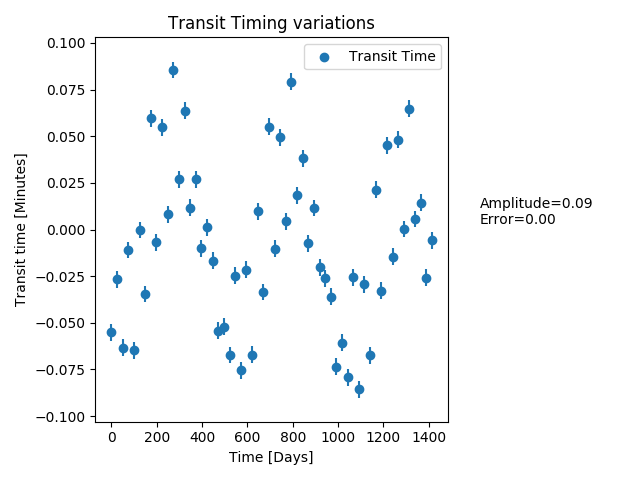 Transit Timing variations
Transit Time
0.100
0.075
0.050
0.025
0.000
−0.025
−0.050
−0.075
−0.100
Transit time [Minutes]
Amplitude=0.09
Error=0.00
0 200 400 600 800 1000 1200 1400
Time [Days]